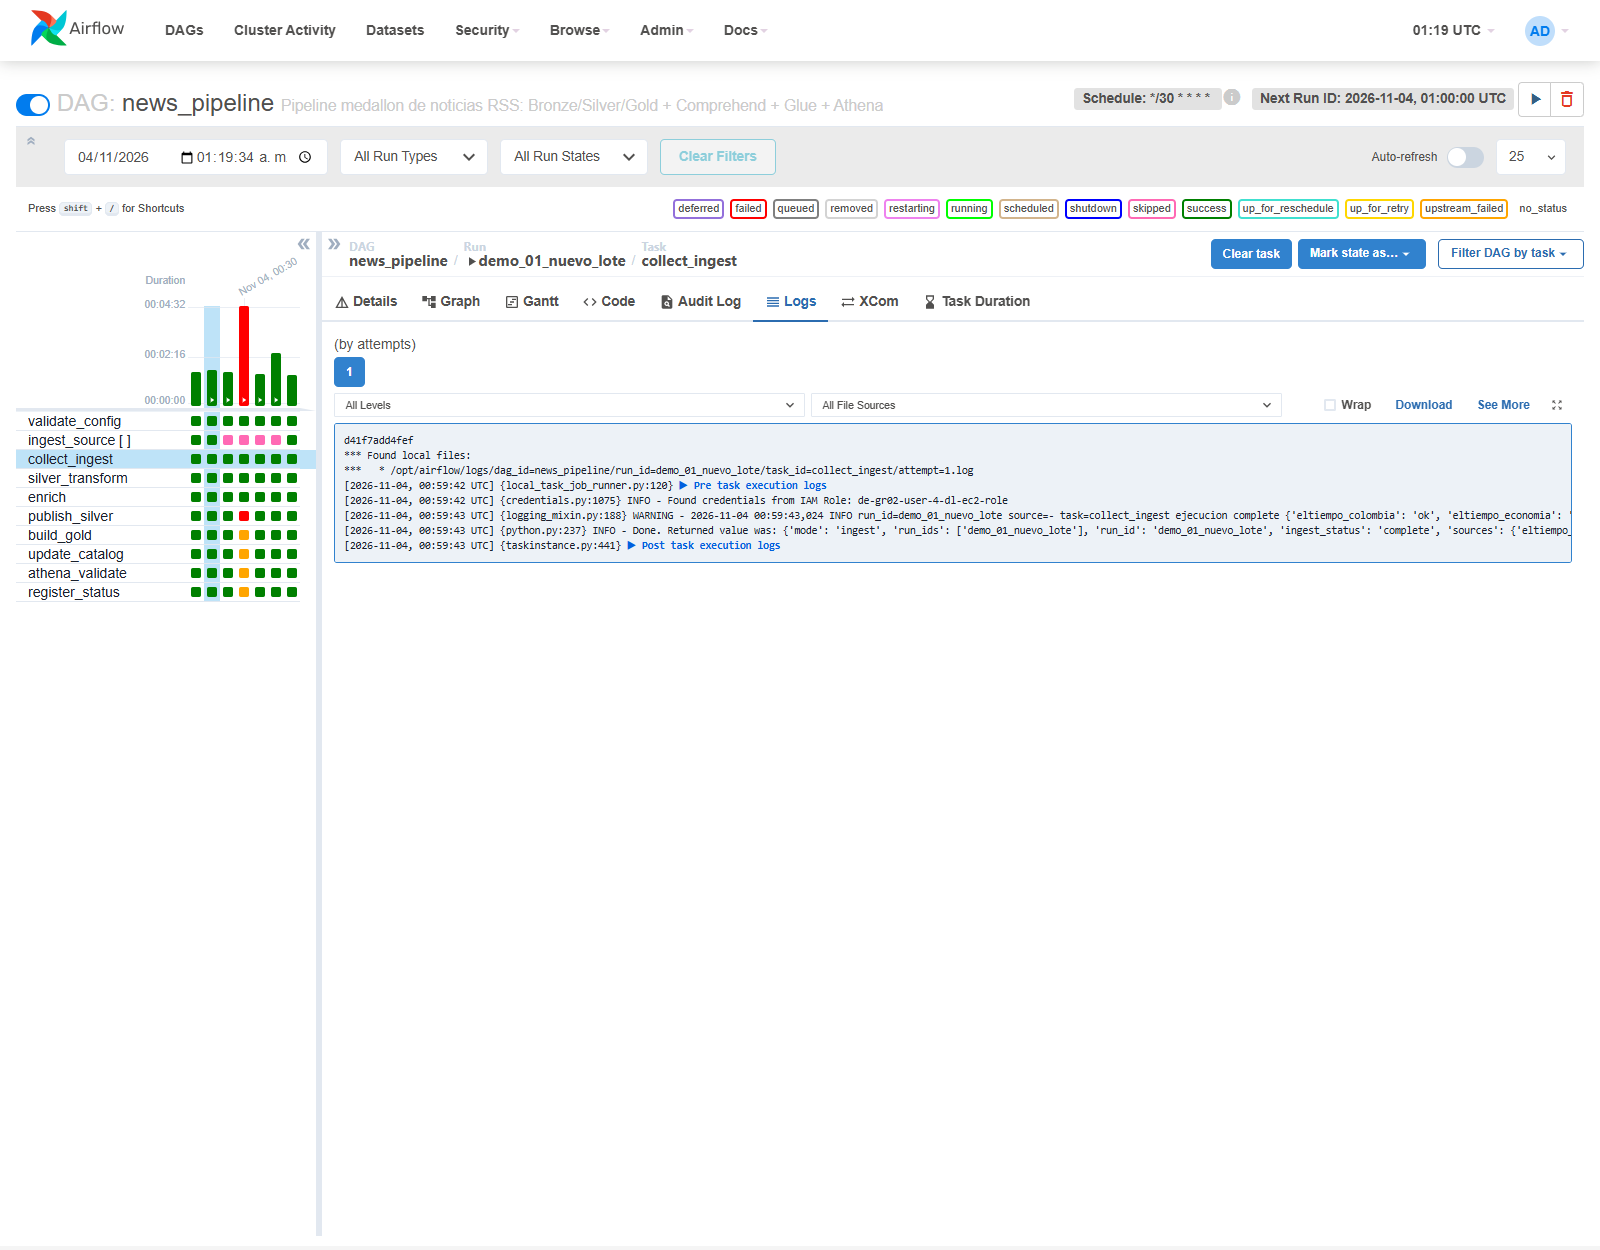 Airflow
DAGs Cluster Activity Datasets Security Browse Admin Docs 01:19 UTC AD
DAG: news_pipeline Pipeline medallon de noticias RSS: Bronze/Silver/Gold + Comprehend + Glue + Athena
Schedule: */30 * * * * i Next Run ID: 2026-11-04, 01:00:00 UTC
04/11/2026 01:19:34 a. m All Run Types All Run States Clear Filters Auto-refresh 25
Press shift + / for Shortcuts
deferred failed queued removed restarting running scheduled shutdown skipped success up_for_reschedule up_for_retry upstream_failed no_status
DAG Run Task
news_pipeline / demo_01_nuevo_lote / collect_ingest
Clear task Mark state as... Filter DAG by task
Nov 04, 00:30
Duration
00:04:32
00:02:16
00:00:00
validate_config
ingest_source [ ]
collect_ingest
silver_transform
enrich
publish_silver
build_gold
update_catalog
athena_validate
register_status
Details Graph Gantt Code Audit Log Logs XCom Task Duration
(by attempts)
1
All Levels All File Sources Wrap Download See More
d41f7add4fef
*** Found local files:
***   * /opt/airflow/logs/dag_id=news_pipeline/run_id=demo_01_nuevo_lote/task_id=collect_ingest/attempt=1.log
[2026-11-04, 00:59:42 UTC] {local_task_job_runner.py:120} ▶ Pre task execution logs
[2026-11-04, 00:59:42 UTC] {credentials.py:1075} INFO - Found credentials from IAM Role: de-gr02-user-4-dl-ec2-role
[2026-11-04, 00:59:43 UTC] {logging_mixin.py:188} WARNING - 2026-11-04 00:59:43,024 INFO run_id=demo_01_nuevo_lote source=- task=collect_ingest ejecucion complete {'eltiempo_colombia': 'ok', 'eltiempo_economia': '
[2026-11-04, 00:59:43 UTC] {python.py:237} INFO - Done. Returned value was: {'mode': 'ingest', 'run_ids': ['demo_01_nuevo_lote'], 'run_id': 'demo_01_nuevo_lote', 'ingest_status': 'complete', 'sources': {'eltiempo_
[2026-11-04, 00:59:43 UTC] {taskinstance.py:441} ▶ Post task execution logs